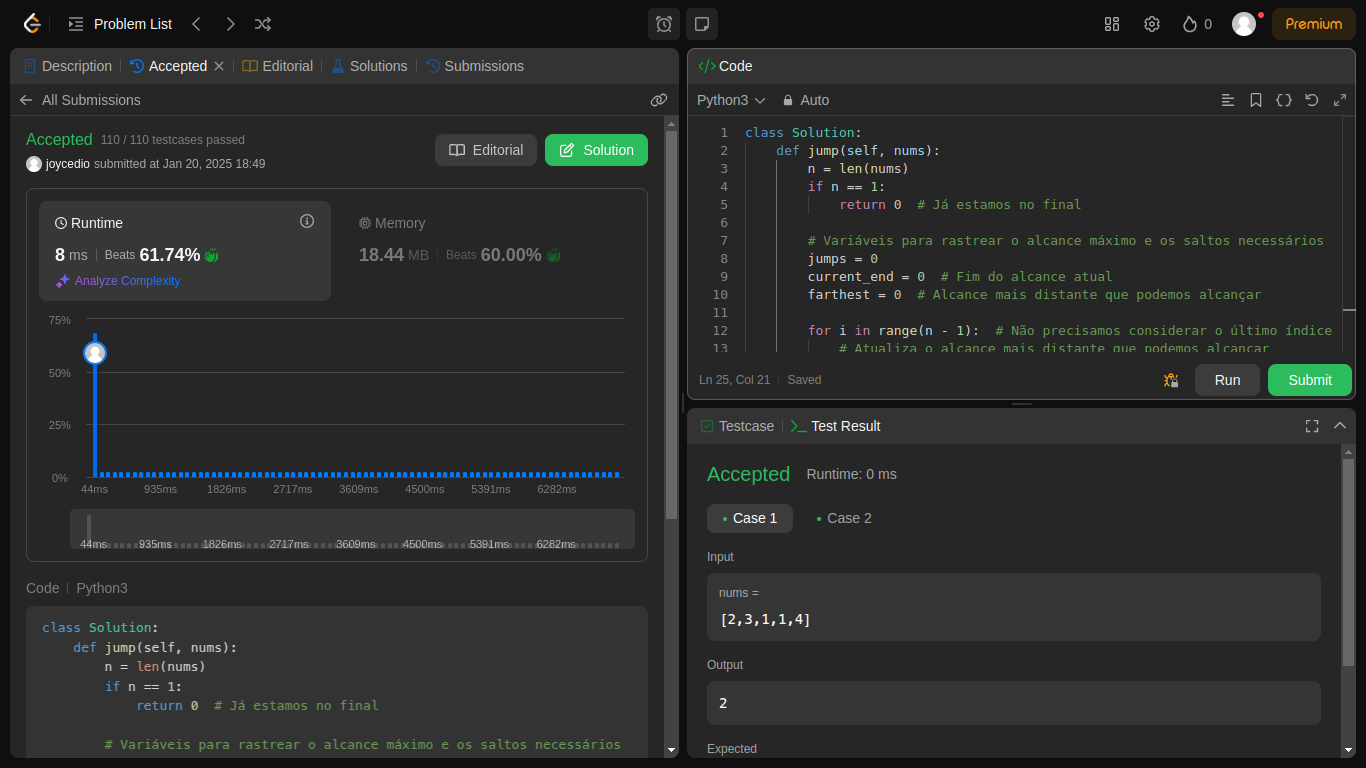 Problem List
0
Premium
Description
Accepted
Editorial
Solutions
Submissions
All Submissions
Accepted 110 / 110 testcases passed
joycedio submitted at Jan 20, 2025 18:49
Editorial
Solution
Runtime
8 ms Beats 61.74%
Analyze Complexity
Memory
18.44 MB Beats 60.00%
75%
50%
25%
0%
44ms 935ms 1826ms 2717ms 3609ms 4500ms 5391ms 6282ms
44ms 935ms 1826ms 2717ms 3609ms 4500ms 5391ms 6282ms
Code Python3
class Solution:
def jump(self, nums):
n = len(nums)
if n == 1:
return 0 # Já estamos no final
# Variáveis para rastrear o alcance máximo e os saltos necessários
</> Code
Python3 Auto
1 class Solution:
2 def jump(self, nums):
3 n = len(nums)
4 if n == 1:
5 return 0 # Já estamos no final
6
7 # Variáveis para rastrear o alcance máximo e os saltos necessários
8 jumps = 0
9 current_end = 0 # Fim do alcance atual
10 farthest = 0 # Alcance mais distante que podemos alcançar
11
12 for i in range(n - 1): # Não precisamos considerar o último índice
13 # Atualiza o alcance mais distante que podemos alcançar
Ln 25, Col 21 Saved
Run
Submit
Testcase
Test Result
Accepted Runtime: 0 ms
Case 1
Case 2
Input
nums =
[2,3,1,1,4]
Output
2
Expected